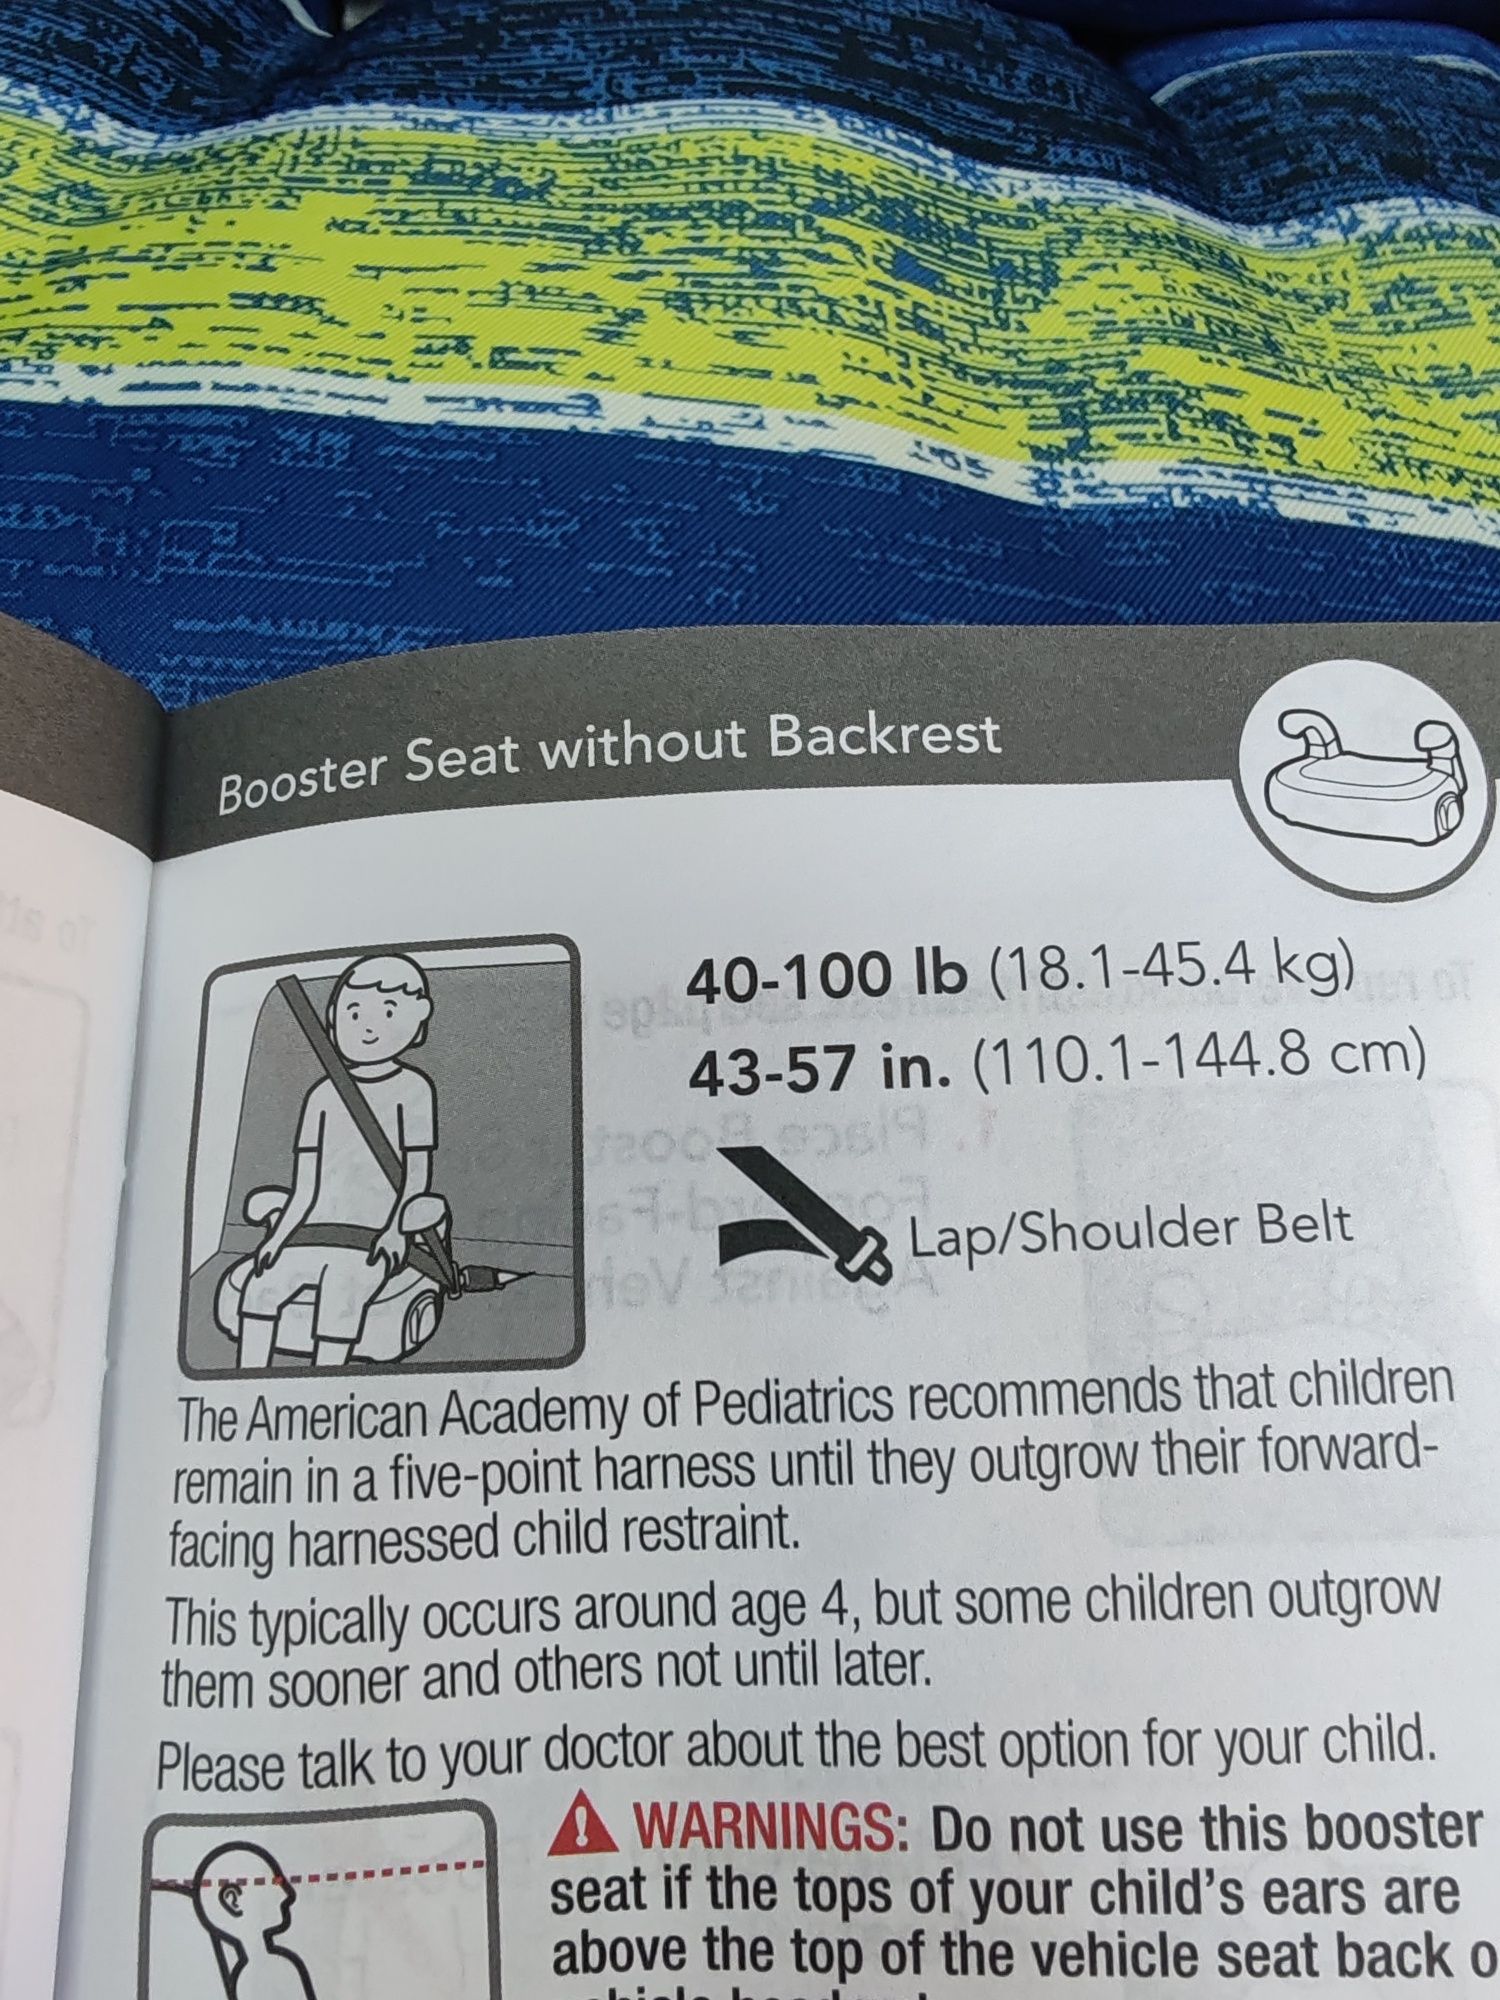 Booster Seat without Backrest
40-100 lb (18.1-45.4 kg)
43-57 in. (110.1-144.8 cm)
Lap/Shoulder Belt
The American Academy of Pediatrics recommends that children
remain in a five-point harness until they outgrow their forward-
facing harnessed child restraint.
This typically occurs around age 4, but some children outgrow
them sooner and others not until later.
Please talk to your doctor about the best option for your child.
WARNINGS: Do not use this booster
seat if the tops of your child's ears are
above the top of the vehicle seat back